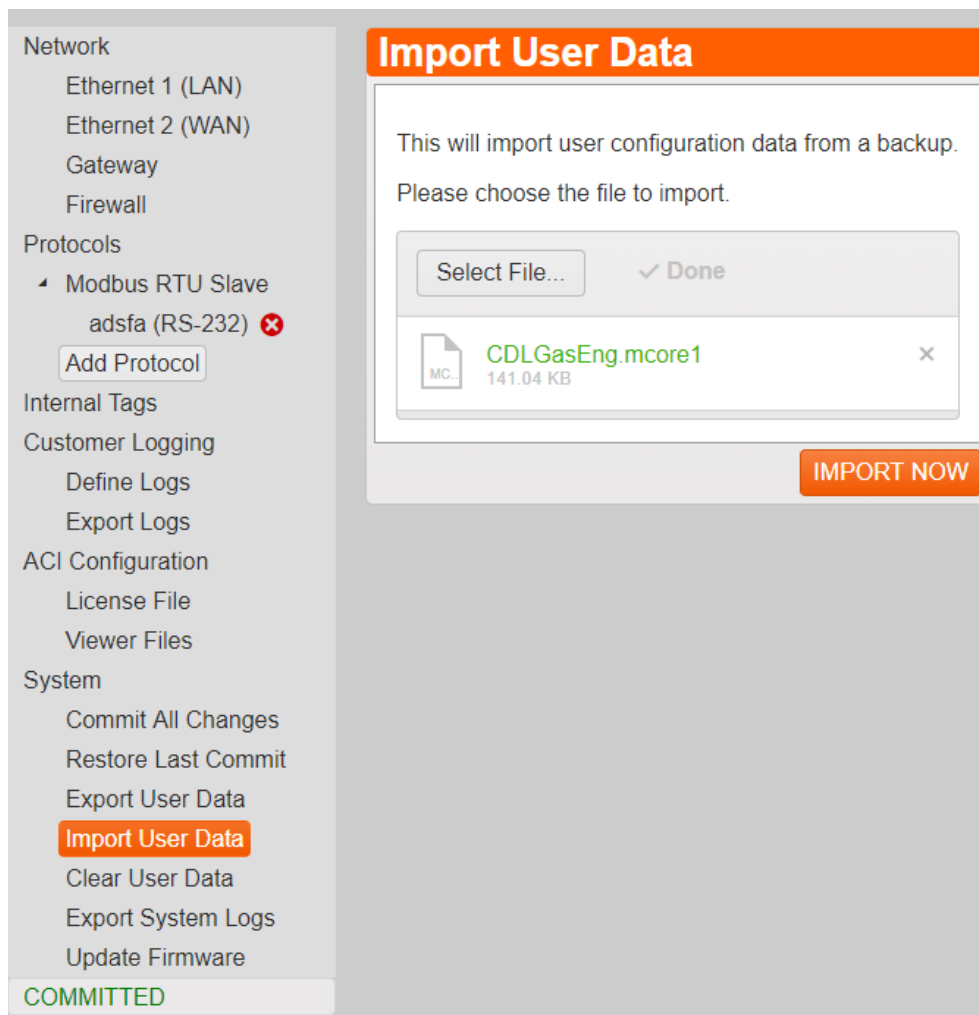 Network
Ethernet 1 (LAN)
Ethernet 2 (WAN)
Gateway
Firewall
Protocols
Modbus RTU Slave
adsfa (RS-232)
Add Protocol
Internal Tags
Customer Logging
Define Logs
Export Logs
ACI Configuration
License File
Viewer Files
System
Commit All Changes
Restore Last Commit
Export User Data
Import User Data
Clear User Data
Export System Logs
Update Firmware
COMMITTED
Import User Data
This will import user configuration data from a backup.
Please choose the file to import.
Select File... Done
MC..
CDLGasEng.mcore1
141.04 KB
IMPORT NOW